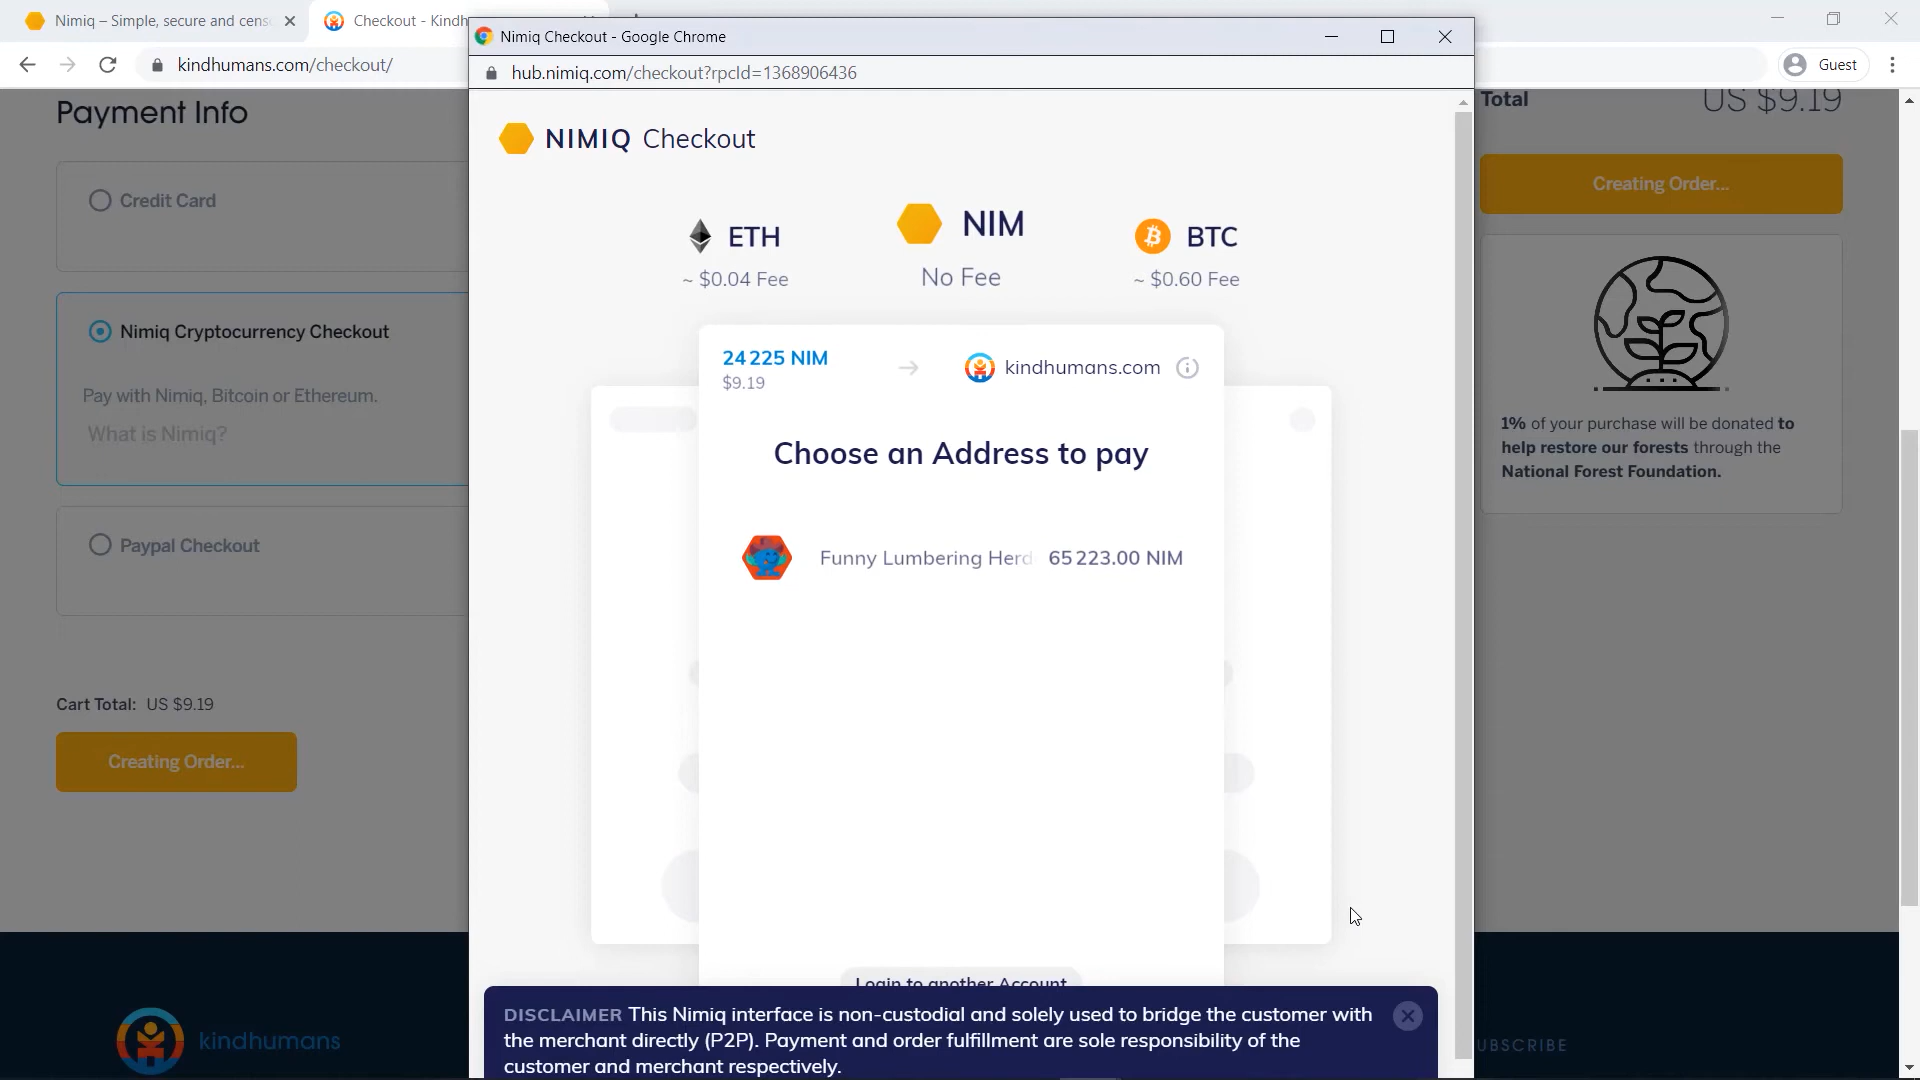 Nimiq – Simple, secure and cens
Checkout - Kindh
Nimiq Checkout - Google Chrome
kindhumans.com/checkout/
Guest
hub.nimiq.com/checkout?rpcId=1368906436
Payment Info
Credit Card
Nimiq Cryptocurrency Checkout
Pay with Nimiq, Bitcoin or Ethereum.
What is Nimiq?
Paypal Checkout
Cart Total: US $9.19
Creating Order...
kindhumans
NIMIQ Checkout
ETH
~ $0.04 Fee
NIM
No Fee
BTC
~ $0.60 Fee
24 225 NIM
$9.19
kindhumans.com
Choose an Address to pay
Funny Lumbering Herd 65 223.00 NIM
Login to another Account
DISCLAIMER This Nimiq interface is non-custodial and solely used to bridge the customer with
the merchant directly (P2P). Payment and order fulfillment are sole responsibility of the
customer and merchant respectively.
Total US $9.19
Creating Order...
1% of your purchase will be donated to
help restore our forests through the
National Forest Foundation.
UBSCRIBE